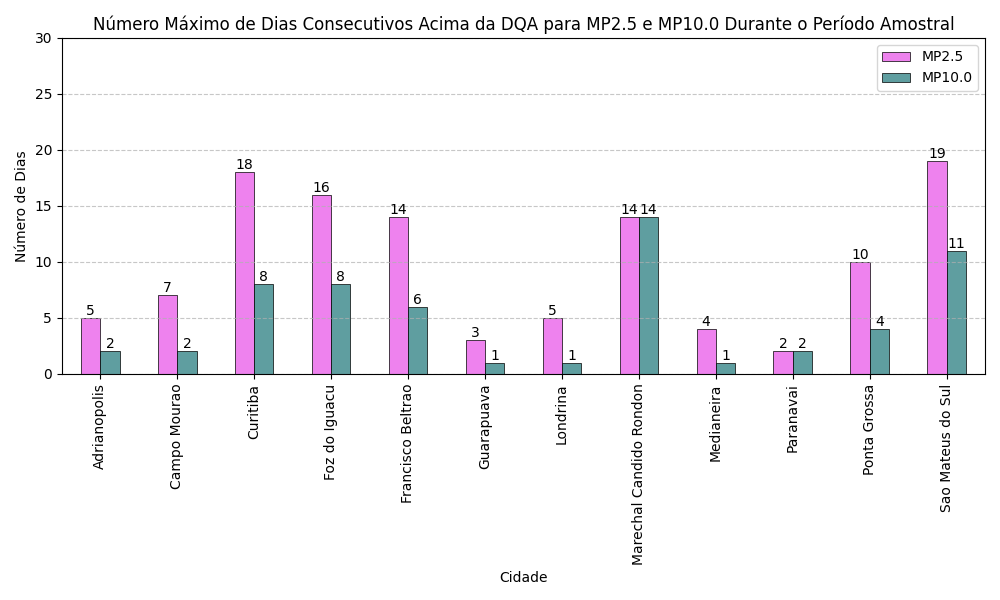 Número Máximo de Dias Consecutivos Acima da DQA para MP2.5 e MP10.0 Durante o Período Amostral
MP2.5
MP10.0
Número de Dias
30
25
20
15
10
5
0
5
2
7
2
18
8
16
8
14
6
3
1
5
1
14
14
4
1
2
2
10
4
19
11
Adrianopolis
Campo Mourao
Curitiba
Foz do Iguacu
Francisco Beltrao
Guarapuava
Londrina
Marechal Candido Rondon
Medianeira
Paranavai
Ponta Grossa
Sao Mateus do Sul
Cidade